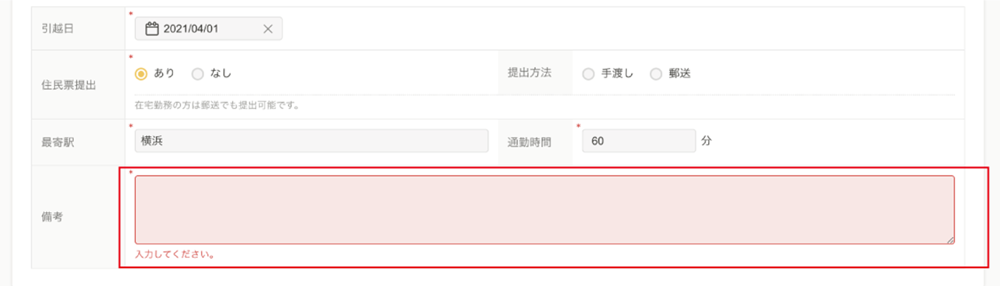 引越日 * 2021/04/01
住民票提出 * あり なし 提出方法 手渡し 郵送
在宅勤務の方は郵送でも提出可能です。
最寄駅 * 横浜 通勤時間 * 60 分
備考 *
入力してください。